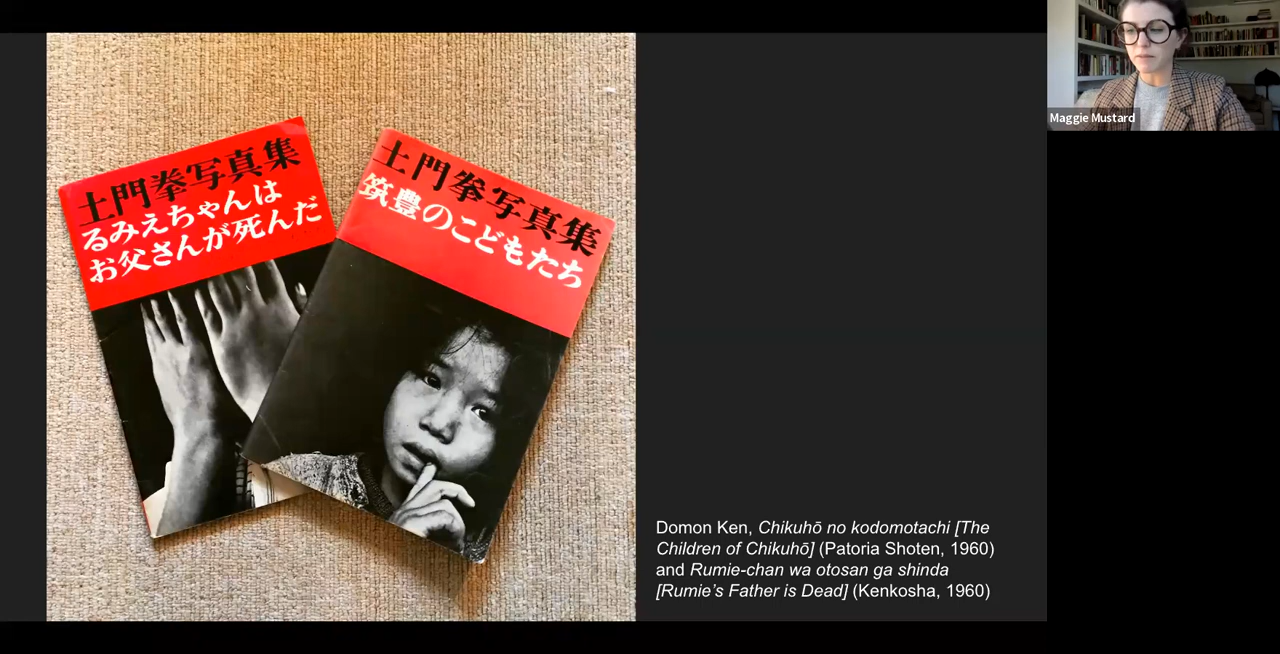 土門拳写真集
るみえちゃんは
お父さんが死んだ
土門拳写真集
筑豊のこどもたち
Maggie Mustard
Domon Ken, Chikuhō no kodomotachi [The
Children of Chikuhō] (Patoria Shoten, 1960)
and Rumie-chan wa otosan ga shinda
[Rumie’s Father is Dead] (Kenkosha, 1960)